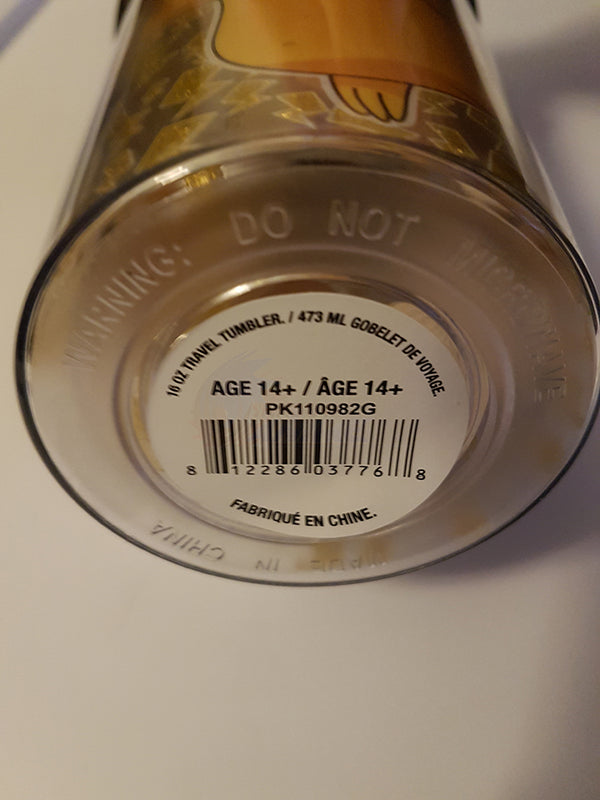 WARNING: DO NOT MICROWAVE
16 OZ TRAVEL TUMBLER. / 473 ML GOBELET DE VOYAGE.
AGE 14+ / ÂGE 14+
PK110982G
8 12286 03776 8
FABRIQUÉ EN CHINE.
MADE IN CHINA